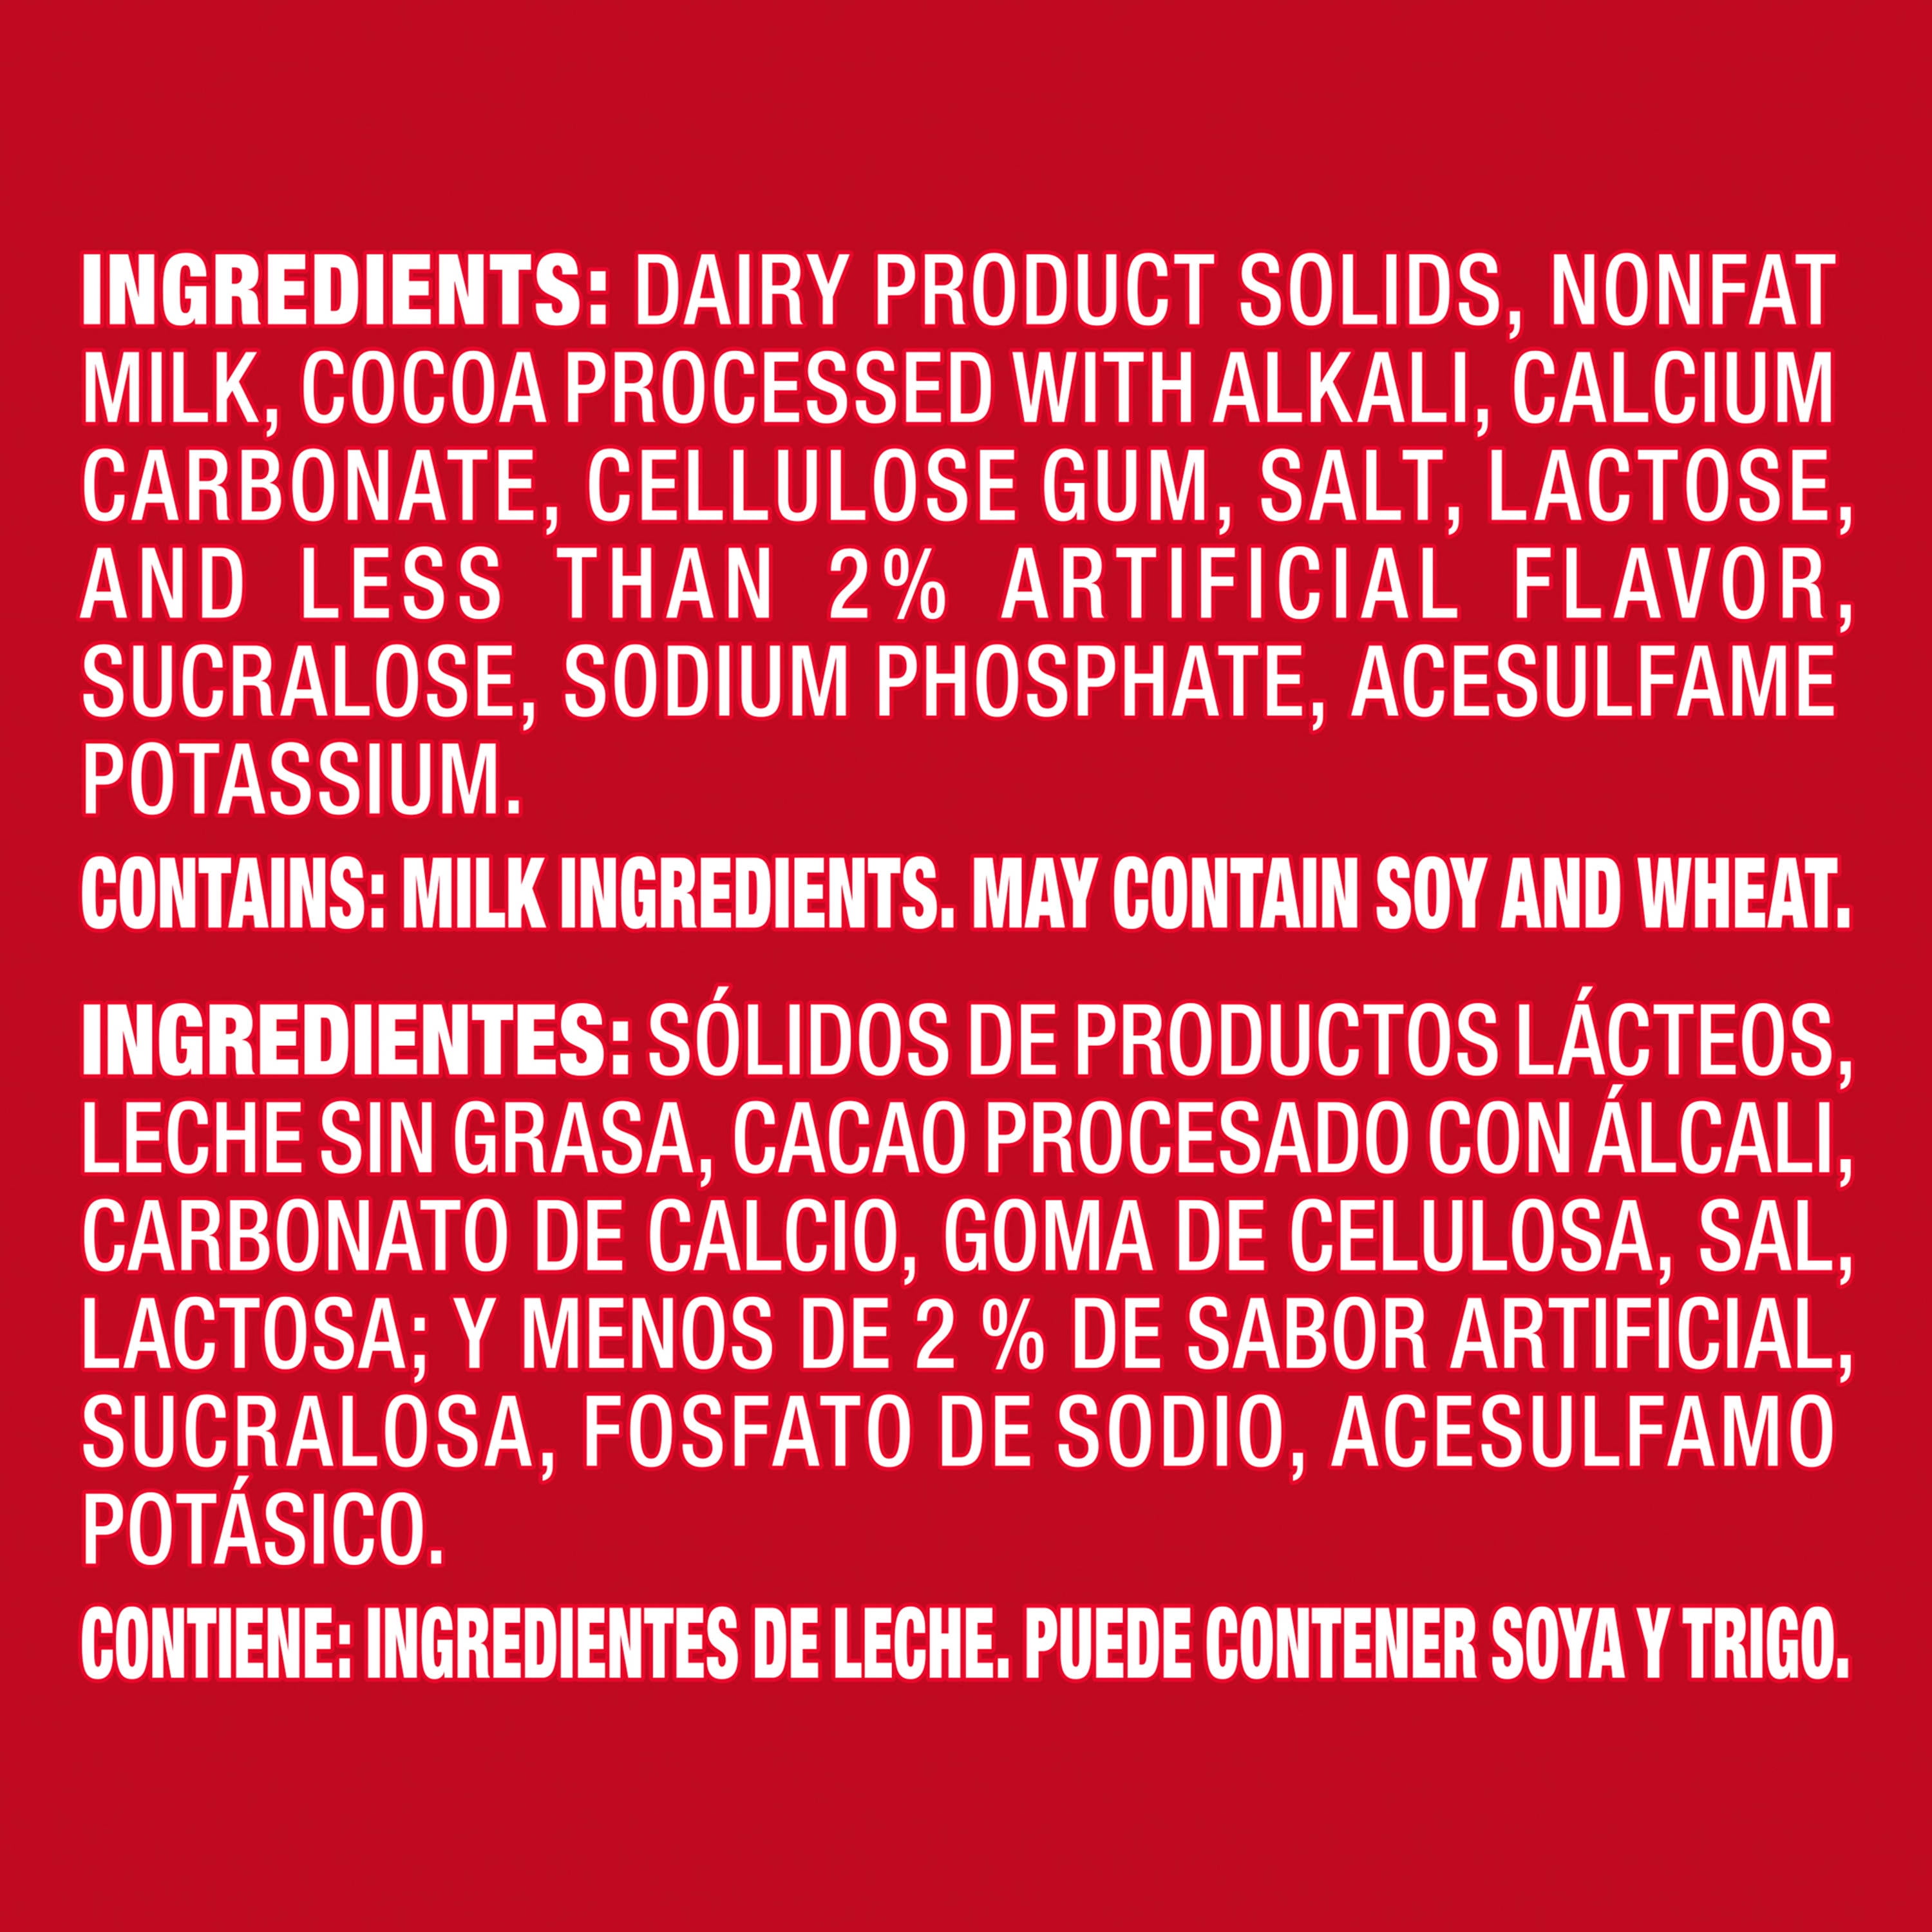 INGREDIENTS: DAIRY PRODUCT SOLIDS, NONFAT
MILK, COCOA PROCESSED WITH ALKALI, CALCIUM
CARBONATE, CELLULOSE GUM, SALT, LACTOSE,
AND LESS THAN 2% ARTIFICIAL FLAVOR,
SUCRALOSE, SODIUM PHOSPHATE, ACESULFAME
POTASSIUM.
CONTAINS: MILK INGREDIENTS. MAY CONTAIN SOY AND WHEAT.
INGREDIENTES: SÓLIDOS DE PRODUCTOS LÁCTEOS,
LECHE SIN GRASA, CACAO PROCESADO CON ÁLCALI,
CARBONATO DE CALCIO, GOMA DE CELULOSA, SAL,
LACTOSA; Y MENOS DE 2 % DE SABOR ARTIFICIAL,
SUCRALOSA, FOSFATO DE SODIO, ACESULFAMO
POTÁSICO.
CONTIENE: INGREDIENTES DE LECHE. PUEDE CONTENER SOYA Y TRIGO.